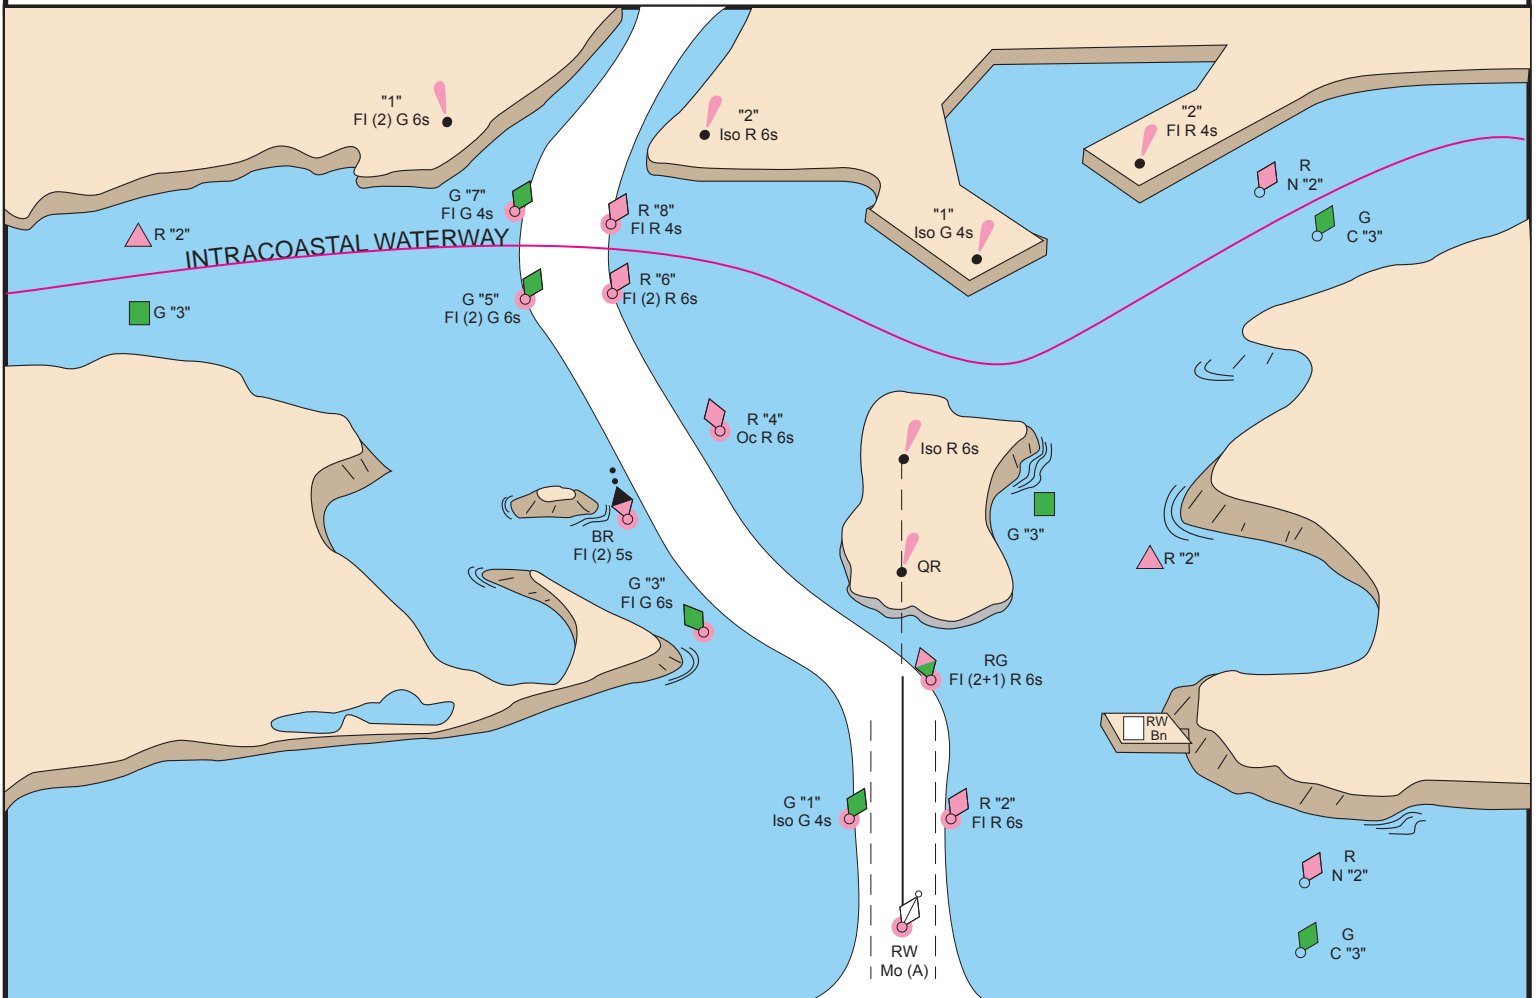 "1"
Fl (2) G 6s
"2"
Iso R 6s
"2"
Fl R 4s
R
N "2"
G "7"
Fl G 4s
R "8"
Fl R 4s
"1"
Iso G 4s
G
C "3"
R "2"
INTRACOASTAL WATERWAY
G "3"
G "5"
Fl (2) G 6s
R "6"
Fl (2) R 6s
R "4"
Oc R 6s
Iso R 6s
G "3"
BR
Fl (2) 5s
QR
R "2"
G "3"
Fl G 6s
RG
Fl (2+1) R 6s
RW
Bn
G "1"
Iso G 4s
R "2"
Fl R 6s
R
N "2"
G
C "3"
RW
Mo (A)